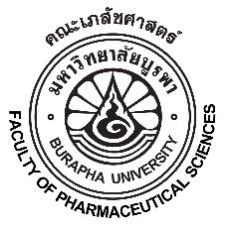 คณะเภสัชศาสตร์
มหาวิทยาลัยบูรพา
BURAPHA UNIVERSITY
FACULTY OF PHARMACEUTICAL SCIENCES